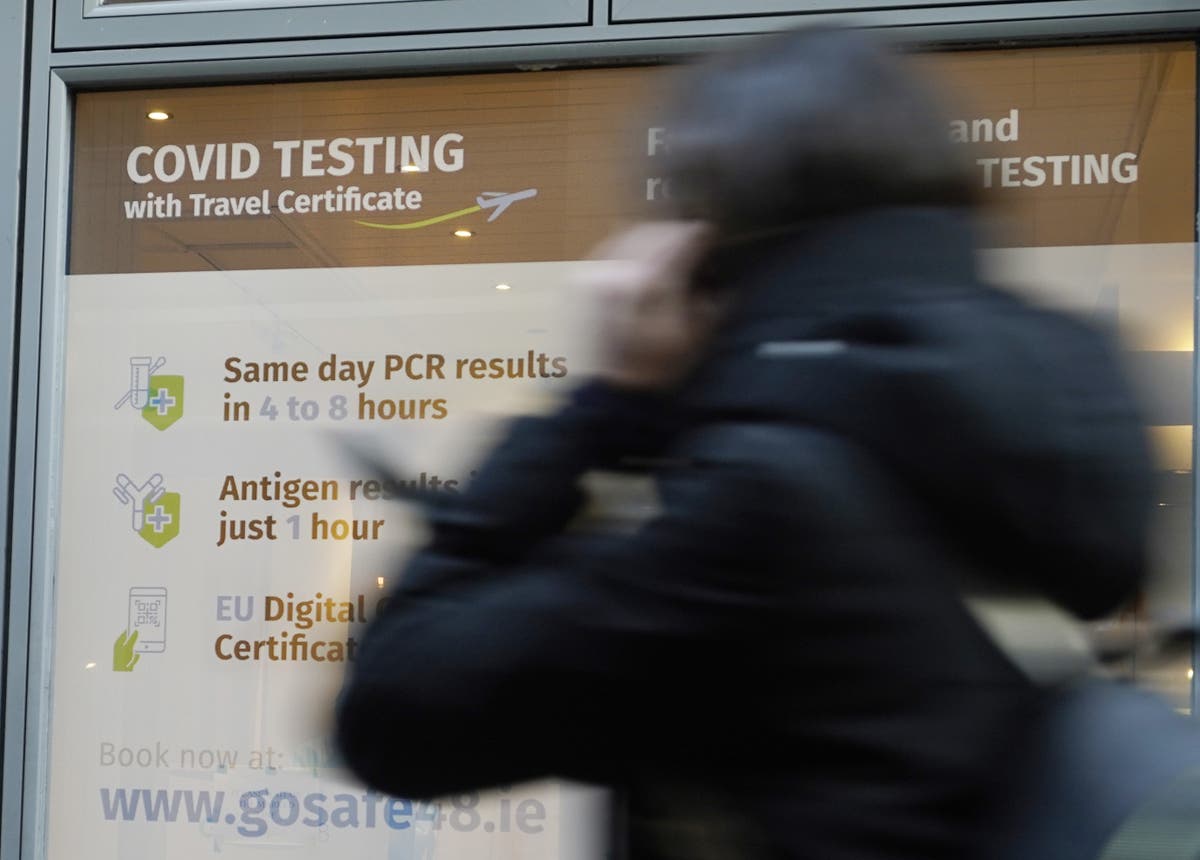 COVID TESTING
with Travel Certificate
and
TESTING
Same day PCR results
in 4 to 8 hours
Antigen results
just 1 hour
EU Digital
Book now at:
www.gosafe48.ie